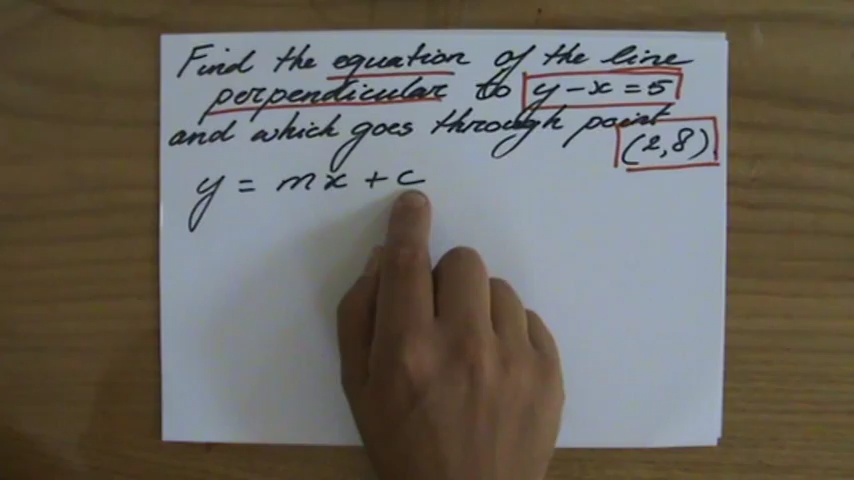 Find the equation of the line
perpendicular to y - x = 5
and which goes through point
(2,8)
y = mx + c